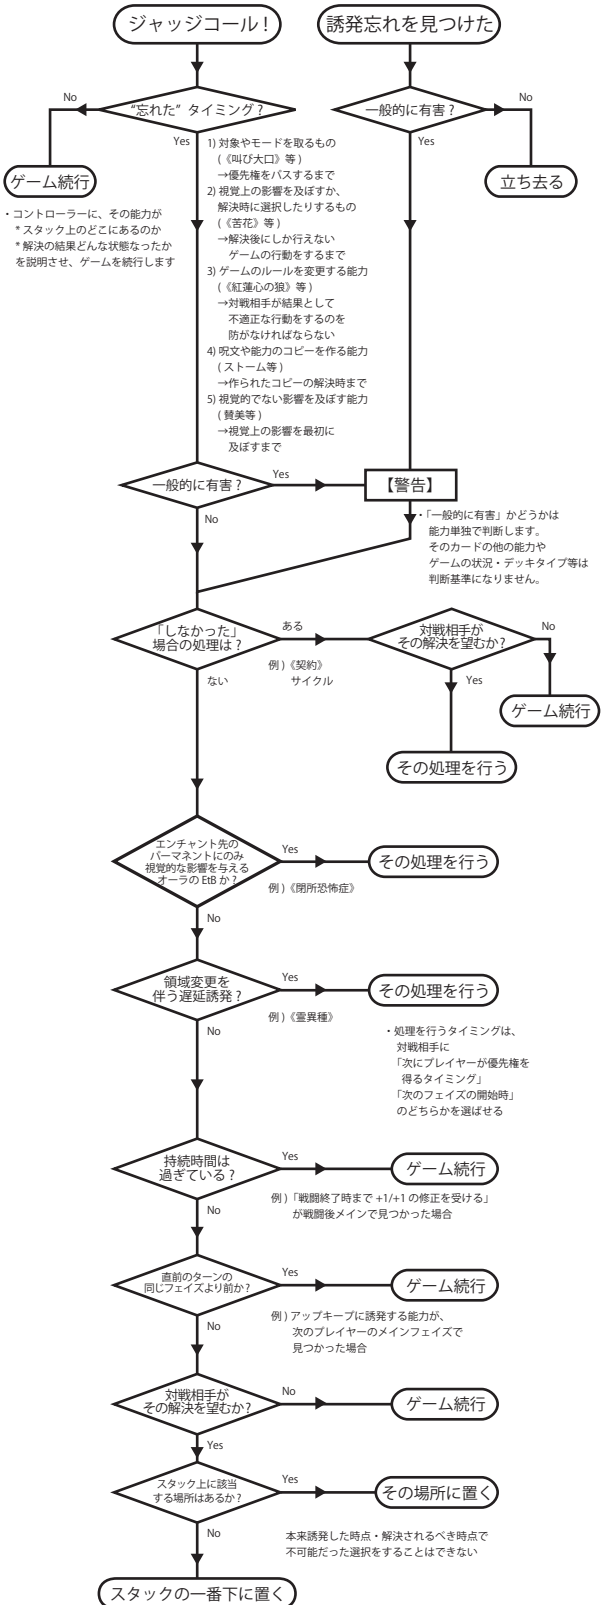 ジャッジコール!
誘発忘れを見つけた
“忘れた”タイミング?
No
Yes
ゲーム続行
・コントローラーに、その能力が
*スタック上のどこにあるのか
*解決の結果どんな状態なったか
を説明させ、ゲームを続行します
1) 対象やモードを取るもの
(《叫び大口》等)
→優先権をパスするまで
2) 視覚上の影響を及ぼすか、
解決時に選択したりするもの
(《苦花》等)
→解決後にしか行えない
ゲームの行動をするまで
3) ゲームのルールを変更する能力
(《紅蓮心の狼》等)
→対戦相手が結果として
不適正な行動をするのを
防がなければならない
4) 呪文や能力のコピーを作る能力
(ストーム等)
→作られたコピーの解決時まで
5) 視覚的でない影響を及ぼす能力
(賛美等)
→視覚上の影響を最初に
及ぼすまで
一般的に有害?
No
Yes
立ち去る
一般的に有害?
Yes
No
【警告】
・「一般的に有害」かどうかは
能力単独で判断します。
そのカードの他の能力や
ゲームの状況・デッキタイプ等は
判断基準になりません。
「しなかった」
場合の処理は?
ある
ない
例)《契約》
サイクル
対戦相手が
その解決を望むか?
No
Yes
ゲーム続行
その処理を行う
エンチャント先の
パーマネントにのみ
視覚的な影響を与える
オーラの EtB か?
Yes
No
その処理を行う
例)《閉所恐怖症》
領域変更を
伴う遅延誘発?
Yes
No
その処理を行う
例)《霊異種》
・処理を行うタイミングは、
対戦相手に
「次にプレイヤーが優先権を
得るタイミング」
「次のフェイズの開始時」
のどちらかを選ばせる
持続時間は
過ぎている?
Yes
No
ゲーム続行
例)「戦闘終了時まで +1/+1 の修正を受ける」
が戦闘後メインで見つかった場合
直前のターンの
同じフェイズより前か?
Yes
No
ゲーム続行
例) アップキープに誘発する能力が、
次のプレイヤーのメインフェイズで
見つかった場合
対戦相手が
その解決を望むか?
No
Yes
ゲーム続行
スタック上に該当
する場所はあるか?
Yes
No
その場所に置く
本来誘発した時点・解決されるべき時点で
不可能だった選択をすることはできない
スタックの一番下に置く